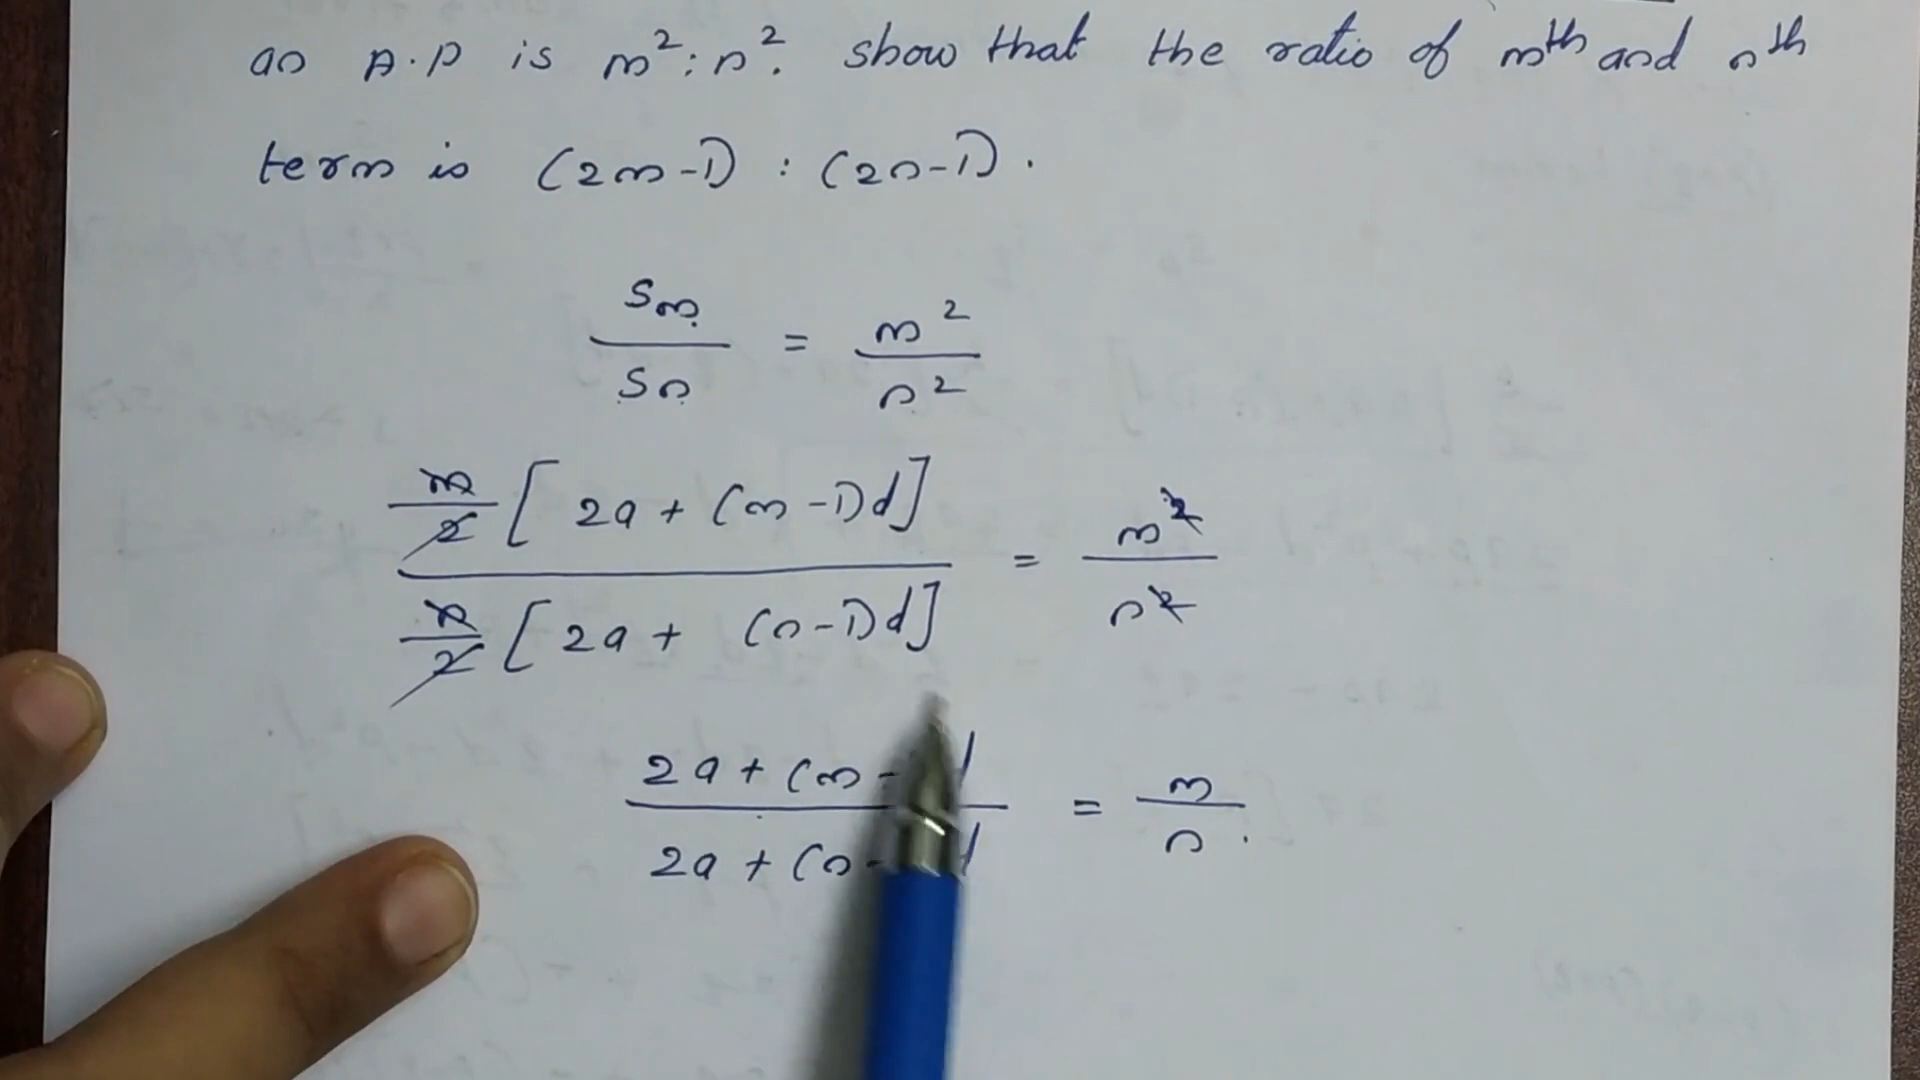 an A.P is m²:n². show that the ratio of mth and nth
term is (2m-1) : (2n-1).
Sm/Sn = m²/n²
m/2 [2a + (m-1)d] / n/2 [2a + (n-1)d] = m²/n²
2a + (m- d / 2a + (n- d = m/n.